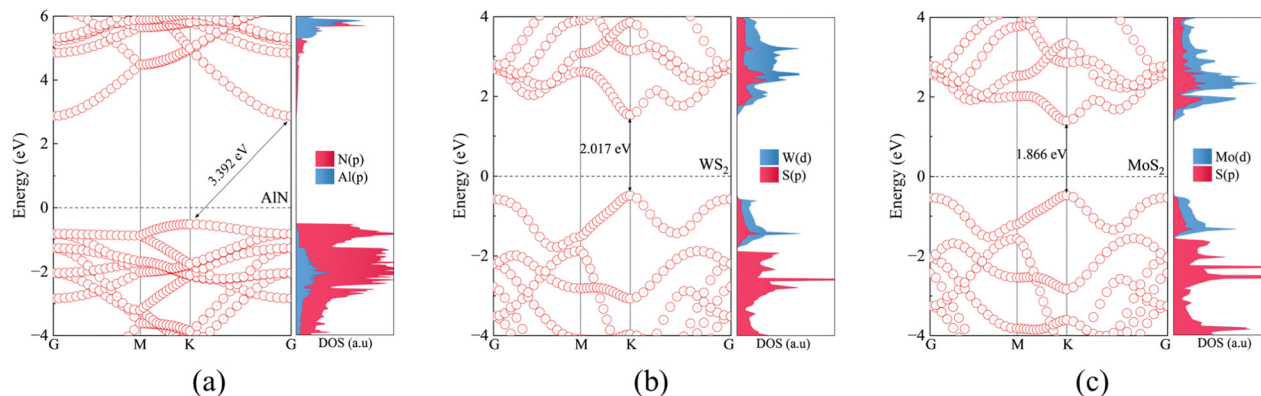 Energy (eV)
6
4
2
0
−2
−4
3.392 eV
AlN
N(p)
Al(p)
G
M
K
G
DOS (a.u)
(a)
Energy (eV)
4
2
0
−2
−4
2.017 eV
WS2
W(d)
S(p)
G
M
K
G
DOS (a.u)
(b)
Energy (eV)
4
2
0
−2
−4
1.866 eV
MoS2
Mo(d)
S(p)
G
M
K
G
DOS (a.u)
(c)